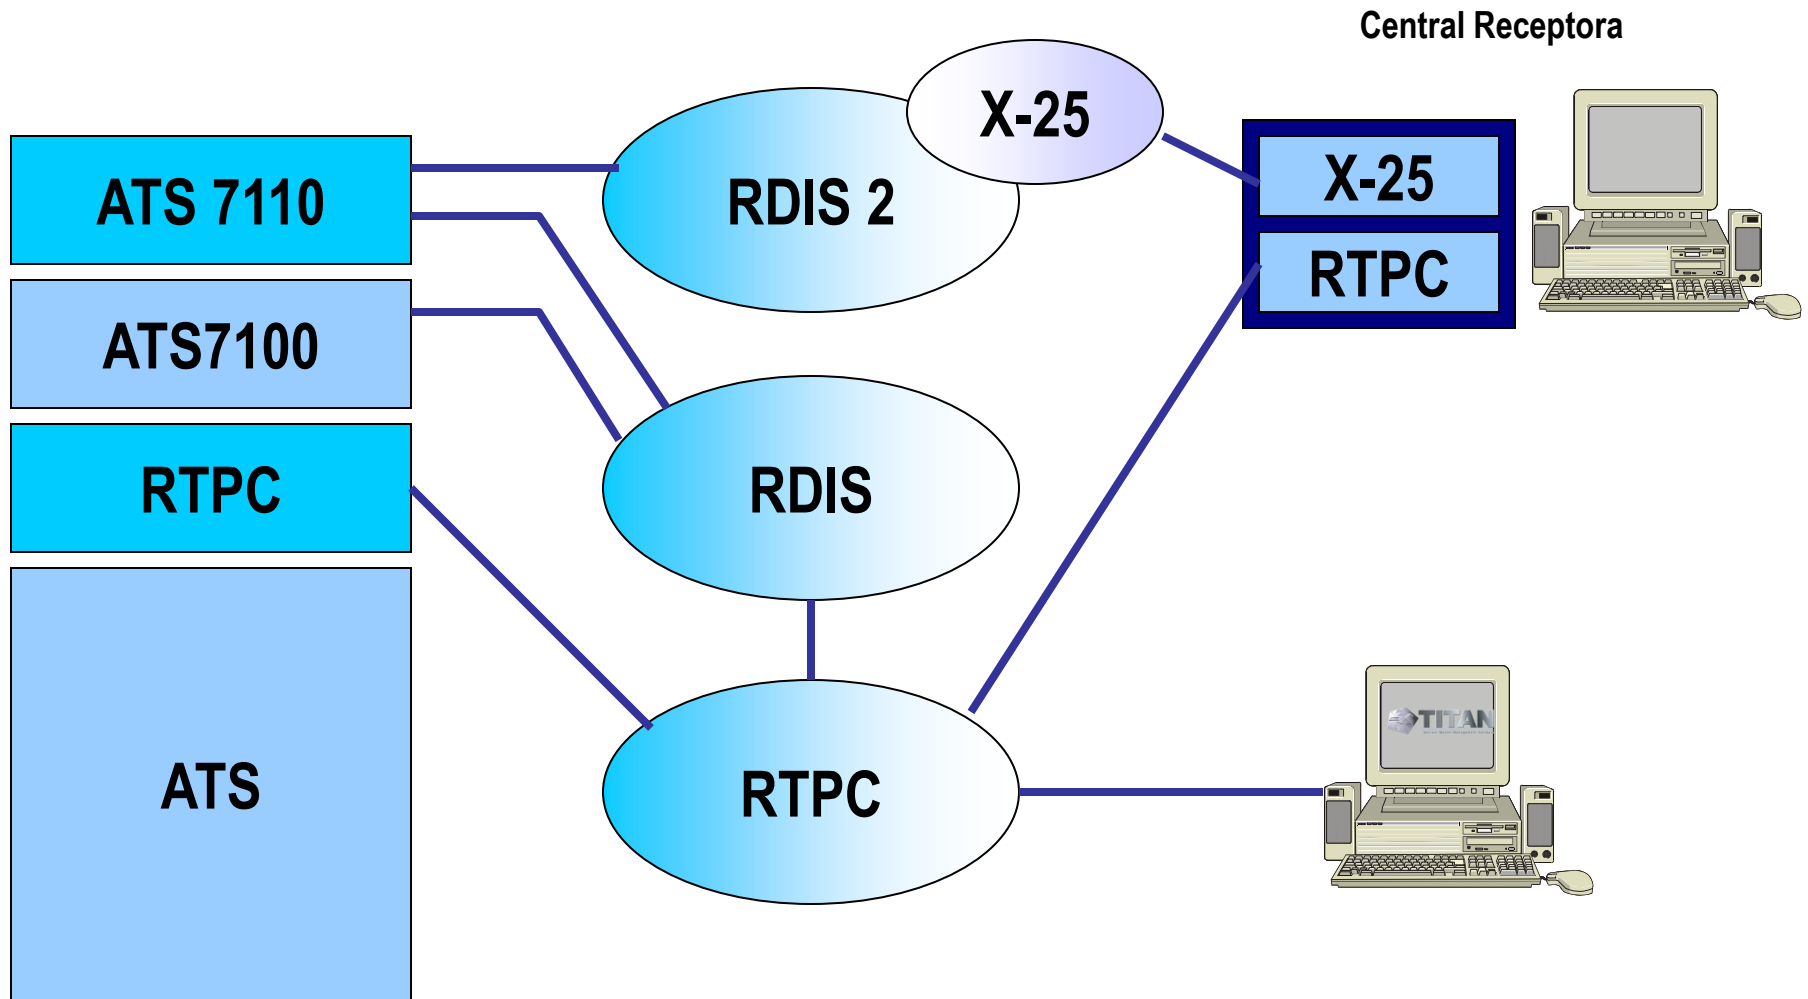 Central Receptora
X-25
ATS 7110
RDIS 2
X-25
RTPC
ATS7100
RTPC
RDIS
TITAN
ATS
RTPC